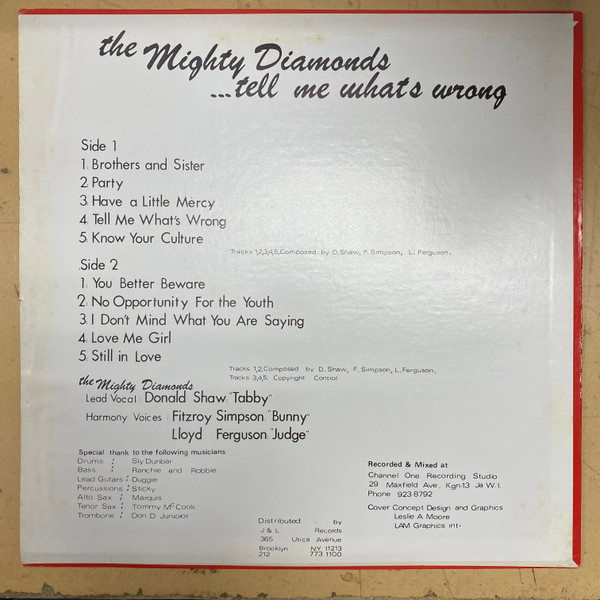 the Mighty Diamonds
...tell me what's wrong
Side 1
1. Brothers and Sister
2. Party
3. Have a Little Mercy
4. Tell Me What's Wrong
5. Know Your Culture
Tracks 1,2,3,4,5, Composed by D. Shaw, F. Simpson, L. Ferguson.
Side 2
1. You Better Beware
2. No Opportunity For the Youth
3. I Don't Mind What You Are Saying
4. Love Me Girl
5. Still in Love
Tracks 1,2, Composed by D. Shaw, F. Simpson, L. Ferguson.
Tracks 3,4,5, Copyright Control
the Mighty Diamonds
Lead Vocal: Donald Shaw. "Tabby"
Harmony Voices: Fitzroy Simpson. "Bunny"
Lloyd Ferguson. "Judge"
Special thank to the following musicians
Drums : Sly Dunber
Bass : Ranchie and Robbie
Lead Guitars : Duggie
Percussions : Sticky
Alto Sax : Marquis
Tenor Sax : Tommy Mc Cook
Trombone : Don D. Junioor
Distributed by
J & L Records
365 Utica Avenue
Brooklyn NY 11213
212 773 1100
Recorded & Mixed at
Channel One Recording Studio
29 Maxfield Ave, Kgn-13 Ja W.I.
Phone 923 8792
Cover Concept Design and Graphics
Leslie A Moore
LAM Graphics int-